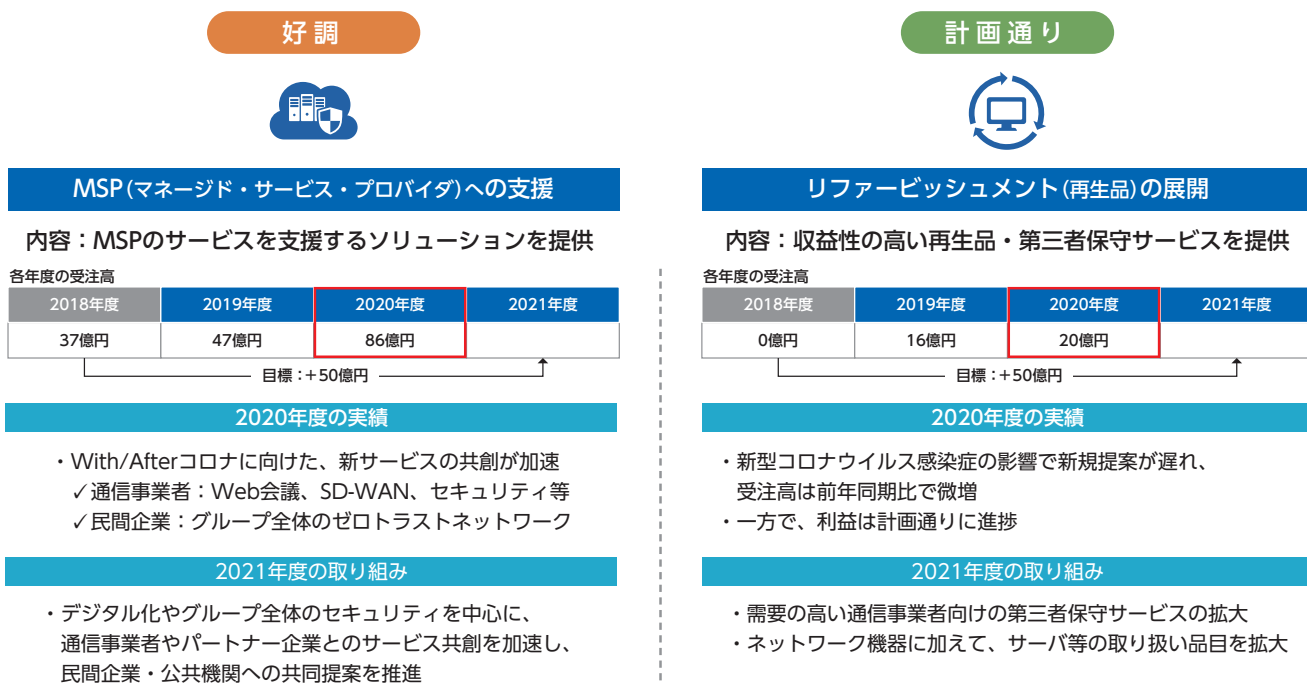 好調
MSP(マネージド・サービス・プロバイダ)への支援
内容：MSPのサービスを支援するソリューションを提供
各年度の受注高
2018年度 2019年度 2020年度 2021年度
37億円 47億円 86億円
目標：+50億円
2020年度の実績
・With/Afterコロナに向けた、新サービスの共創が加速
✓通信事業者：Web会議、SD-WAN、セキュリティ等
✓民間企業：グループ全体のゼロトラストネットワーク
2021年度の取り組み
・デジタル化やグループ全体のセキュリティを中心に、
通信事業者やパートナー企業とのサービス共創を加速し、
民間企業・公共機関への共同提案を推進
計画通り
リファービッシュメント(再生品)の展開
内容：収益性の高い再生品・第三者保守サービスを提供
各年度の受注高
2018年度 2019年度 2020年度 2021年度
0億円 16億円 20億円
目標：+50億円
2020年度の実績
・新型コロナウイルス感染症の影響で新規提案が遅れ、
受注高は前年同期比で微増
・一方で、利益は計画通りに進捗
2021年度の取り組み
・需要の高い通信事業者向けの第三者保守サービスの拡大
・ネットワーク機器に加えて、サーバ等の取り扱い品目を拡大